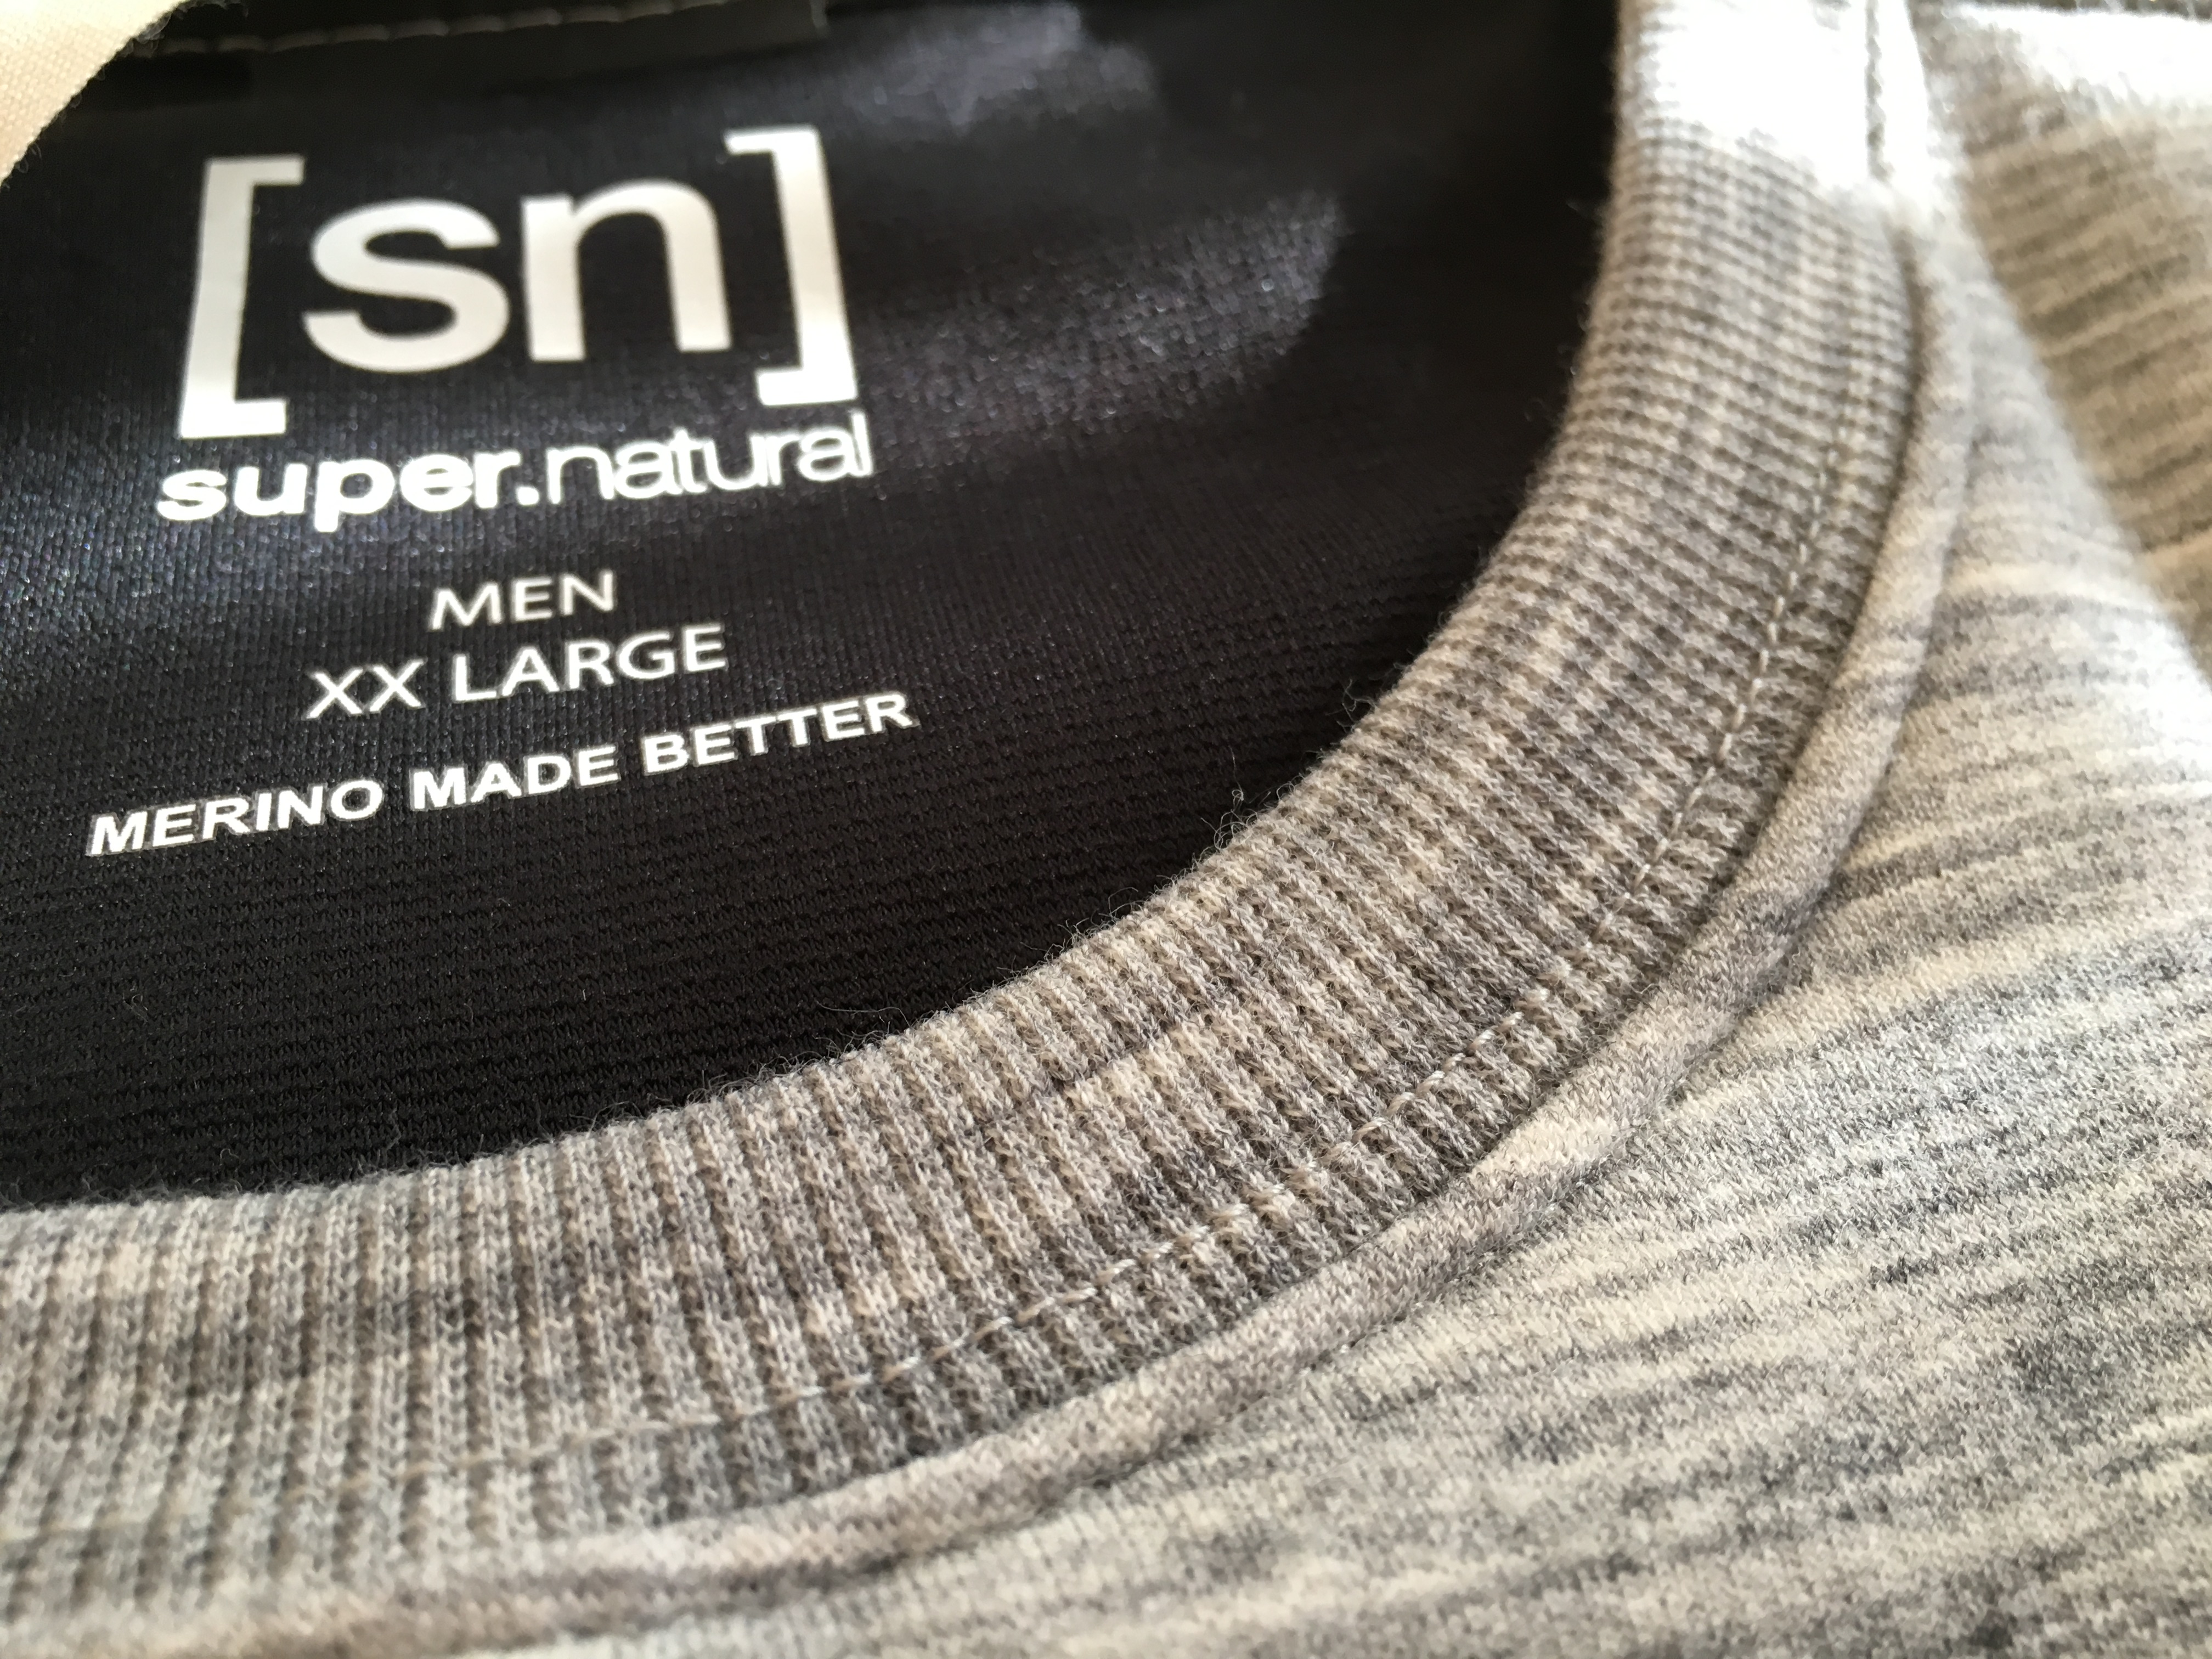 [sn]
super.natural
MEN
XX LARGE
MERINO MADE BETTER